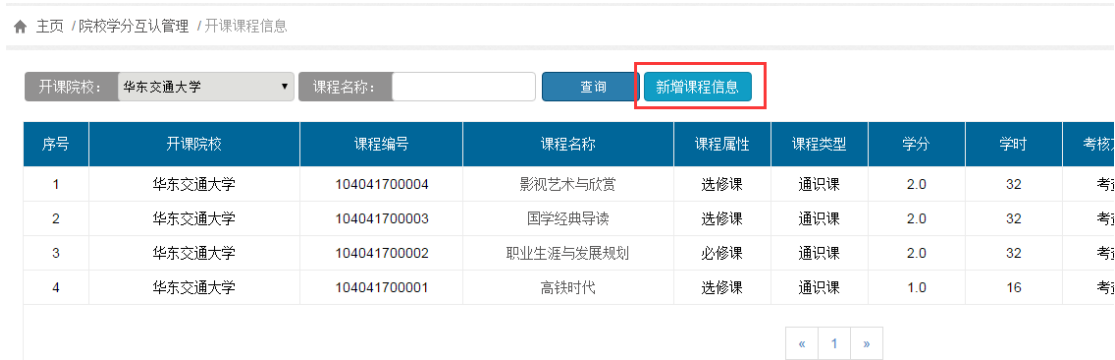 主页 / 院校学分互认管理 / 开课课程信息
开课院校： 华东交通大学 课程名称： 查询 新增课程信息
序号 开课院校 课程编号 课程名称 课程属性 课程类型 学分 学时 考核
1 华东交通大学 104041700004 影视艺术与欣赏 选修课 通识课 2.0 32 考
2 华东交通大学 104041700003 国学经典导读 选修课 通识课 2.0 32 考
3 华东交通大学 104041700002 职业生涯与发展规划 必修课 通识课 2.0 32 考
4 华东交通大学 104041700001 高铁时代 选修课 通识课 1.0 16 考
« 1 »